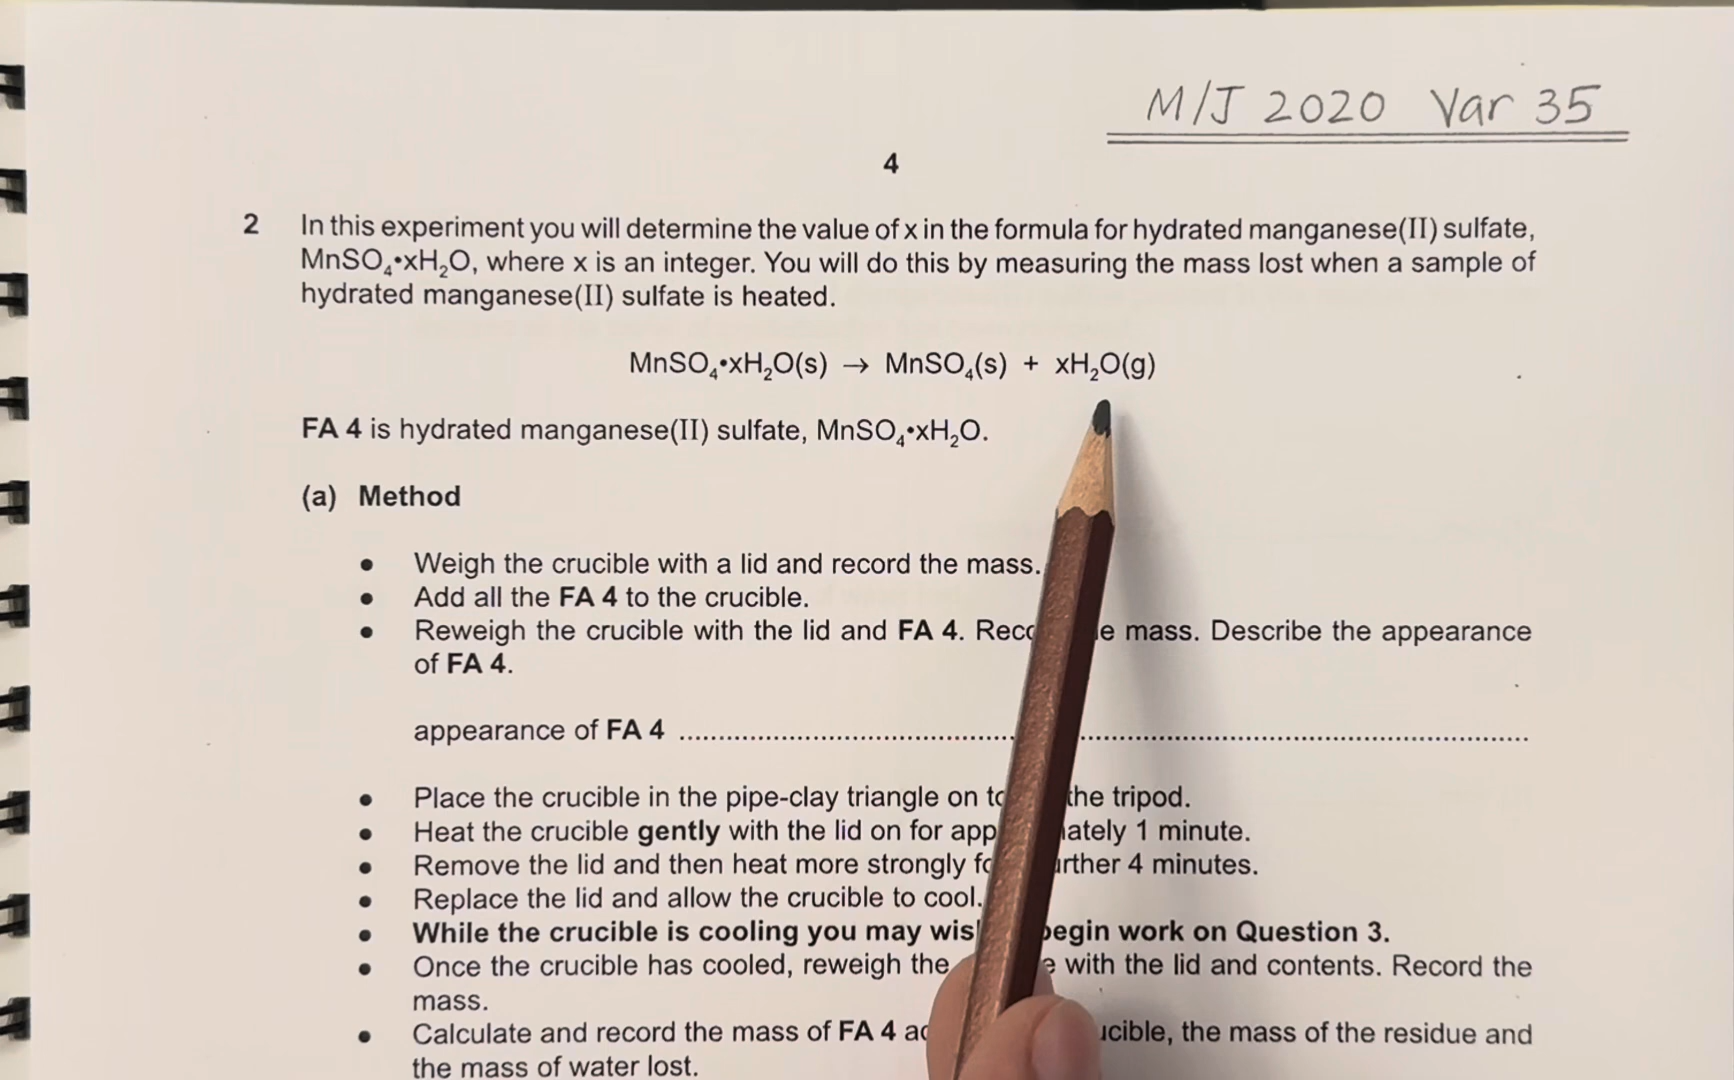 M/J 2020 Var 35
4
2 In this experiment you will determine the value of x in the formula for hydrated manganese(II) sulfate,
MnSO₄•xH₂O, where x is an integer. You will do this by measuring the mass lost when a sample of
hydrated manganese(II) sulfate is heated.
MnSO₄•xH₂O(s) → MnSO₄(s) + xH₂O(g)
FA 4 is hydrated manganese(II) sulfate, MnSO₄•xH₂O.
(a) Method
• Weigh the crucible with a lid and record the mass.
• Add all the FA 4 to the crucible.
• Reweigh the crucible with the lid and FA 4. mass. Describe the appearance
of FA 4.
appearance of FA 4 ........................................................................
• Place the crucible in the pipe-clay triangle on the tripod.
• Heat the crucible gently with the lid on for 1 minute.
• Remove the lid and then heat more strongly 4 minutes.
• Replace the lid and allow the crucible to cool.
• While the crucible is cooling you may begin work on Question 3.
• Once the crucible has cooled, reweigh the with the lid and contents. Record the
mass.
• Calculate and record the mass of FA 4 the mass of the residue and
the mass of water lost.